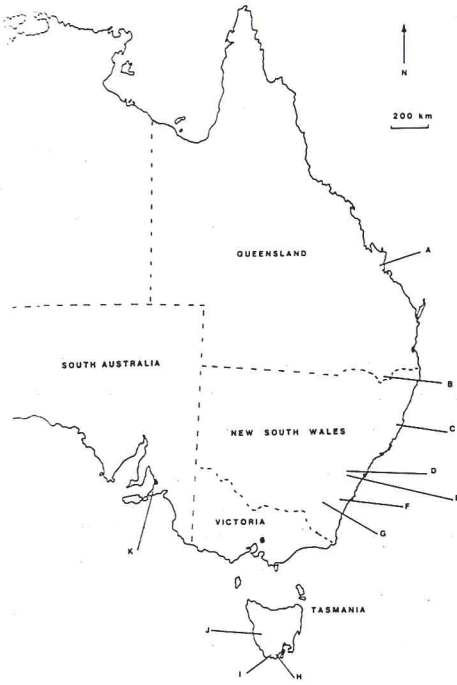 N
200 km
A
QUEENSLAND
SOUTH AUSTRALIA
B
NEW SOUTH WALES
C
D
F
VICTORIA
G
K
TASMANIA
J
I
H